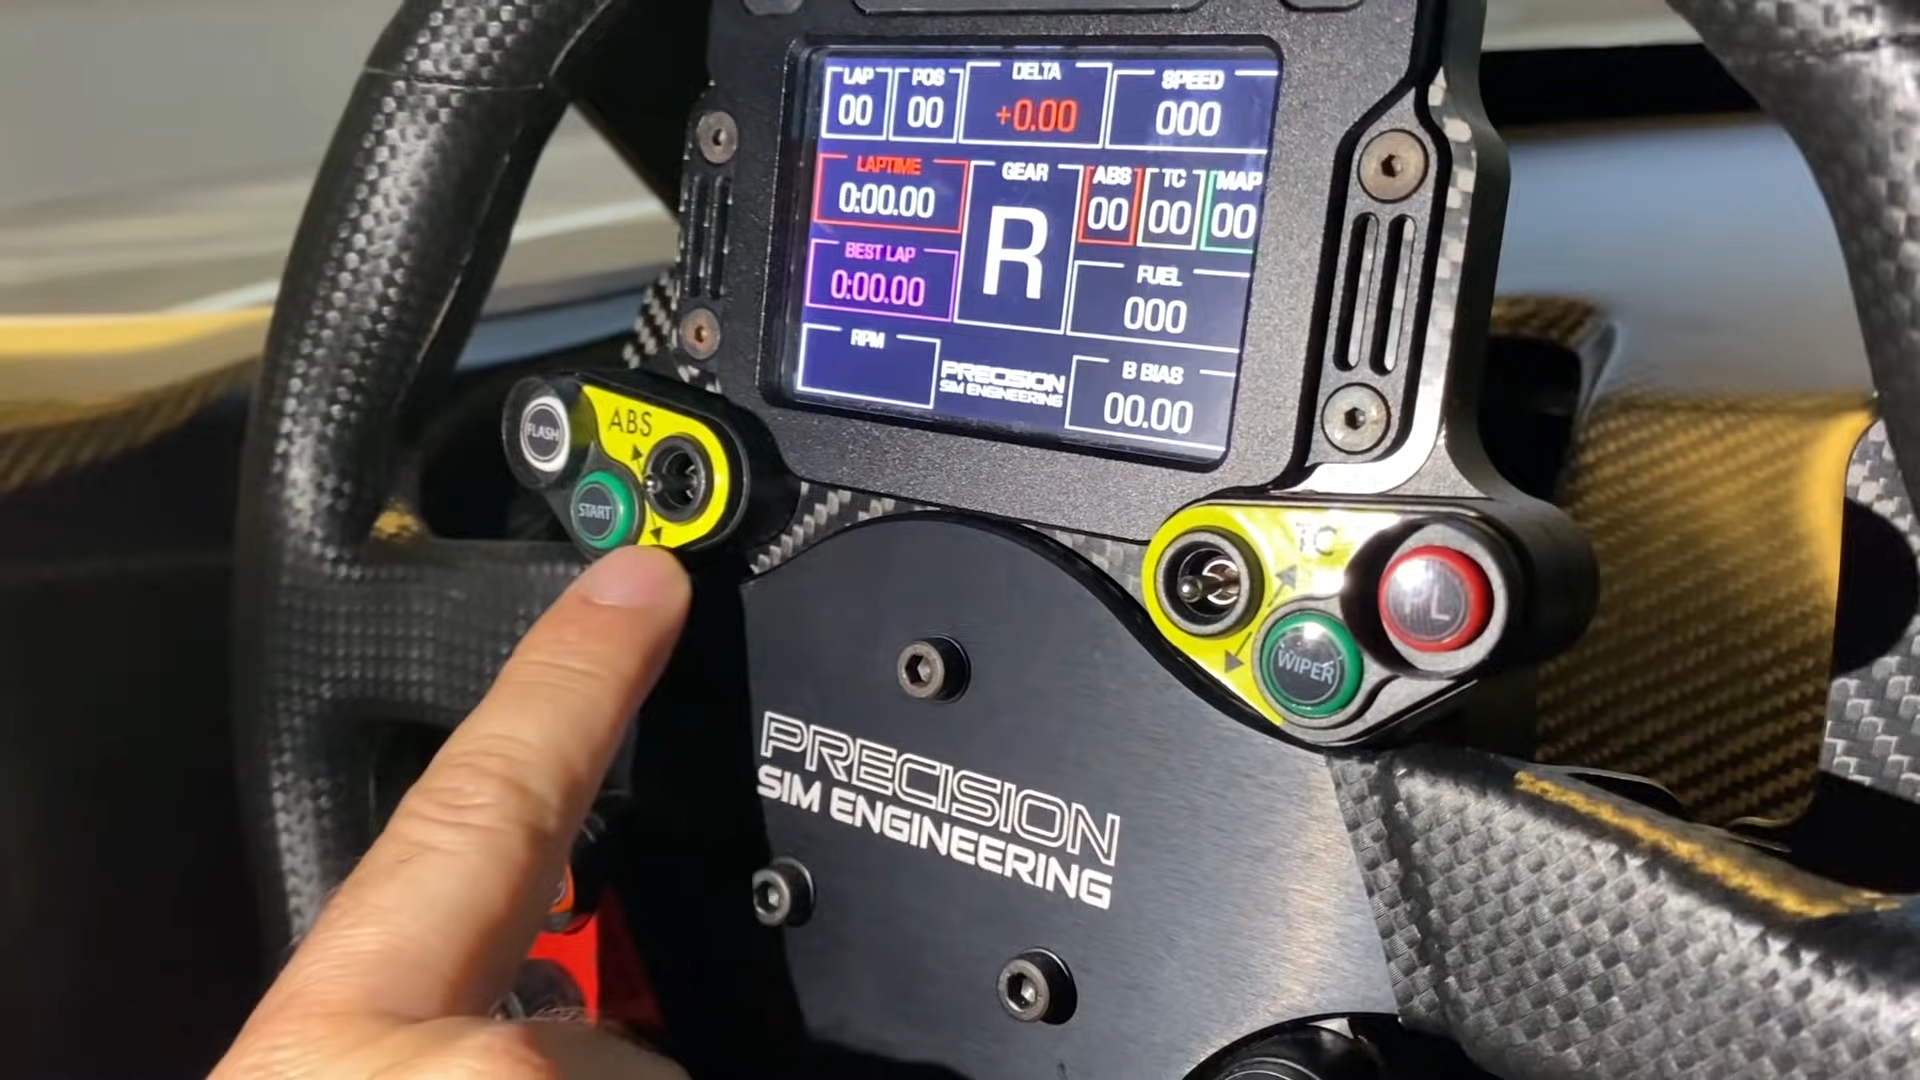 LAP
00
POS
00
DELTA
+0.00
SPEED
000
LAPTIME
0:00.00
GEAR
R
ABS
00
TC
00
MAP
00
BEST LAP
0:00.00
FUEL
000
RPM
PRECISION
SIM ENGINEERING
B BIAS
00.00
FLASH
ABS
START
TC
PL
WIPER
PRECISION
SIM ENGINEERING